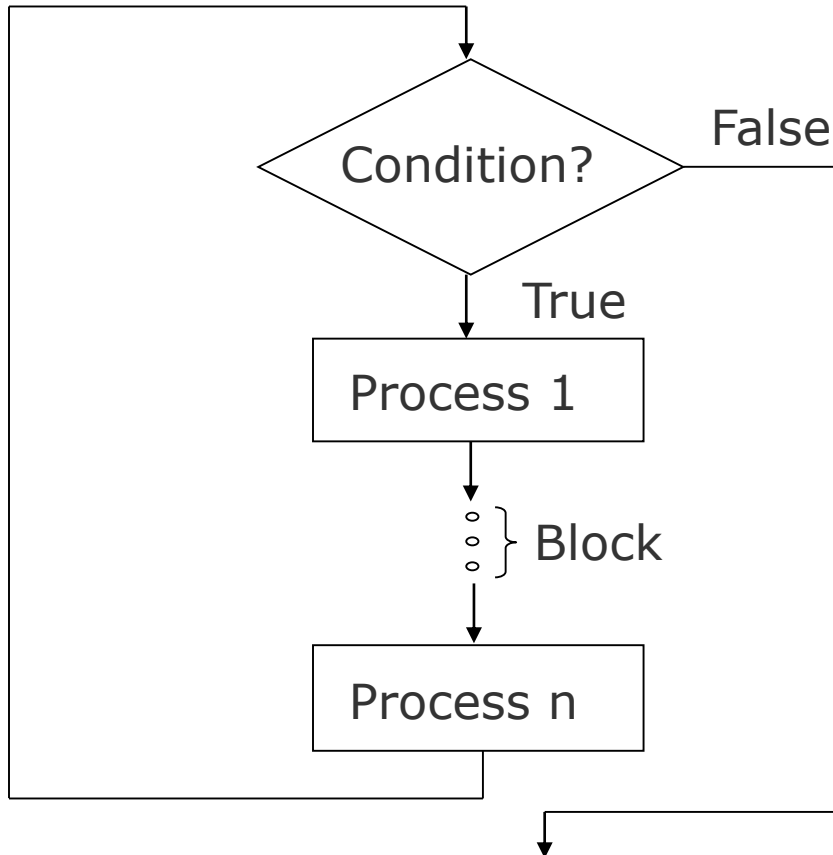 False
Condition?
True
Process 1
Block
Process n